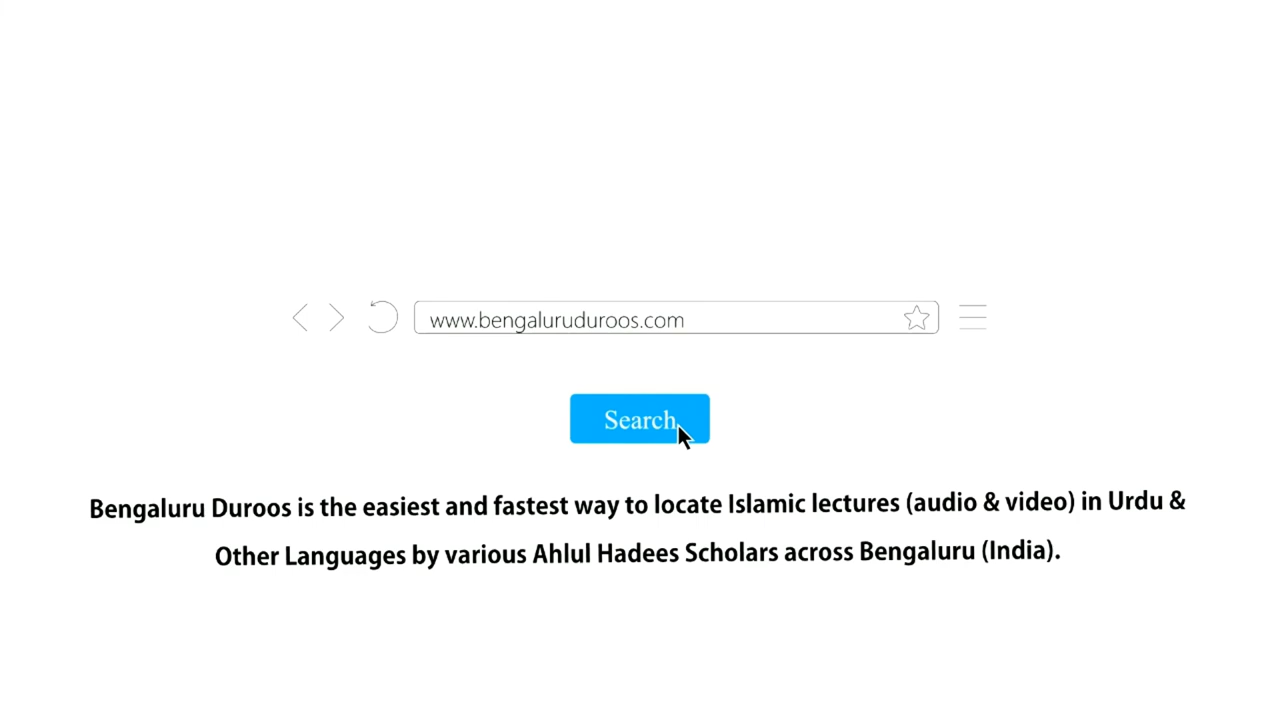 www.bengaluruduroos.com
Search
Bengaluru Duroos is the easiest and fastest way to locate Islamic lectures (audio & video) in Urdu &
Other Languages by various Ahlul Hadees Scholars across Bengaluru (India).